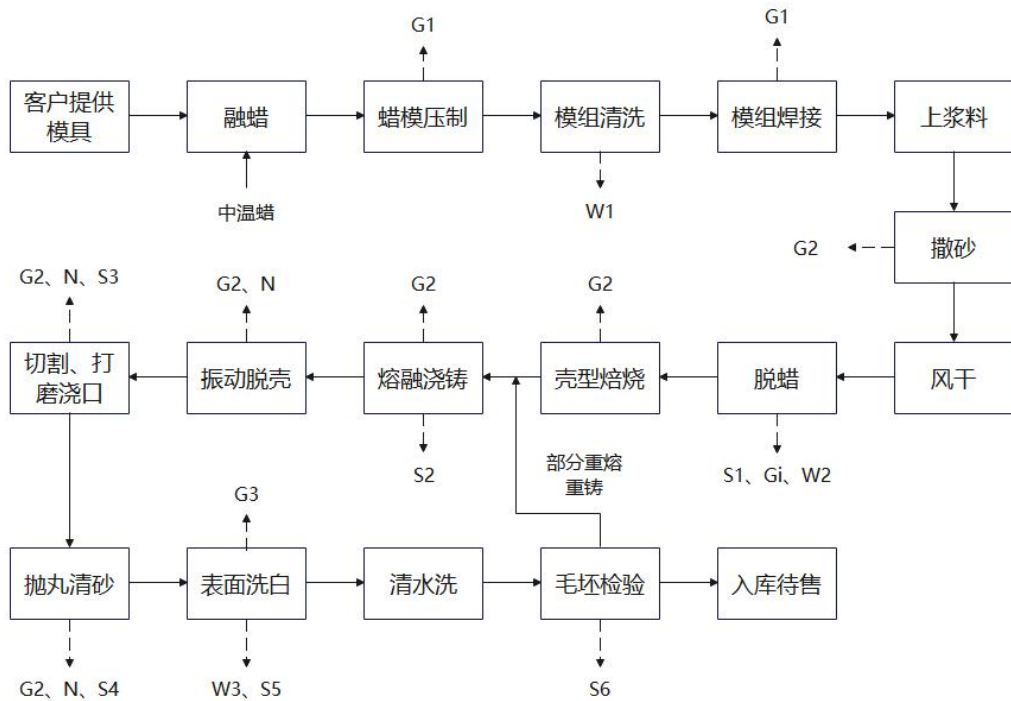 G1
G1
客户提供
模具
融蜡
蜡模压制
模组清洗
模组焊接
上浆料
中温蜡
W1
G2
撒砂
G2、N、S3
G2、N
G2
G2
切割、打
磨浇口
振动脱壳
熔融浇铸
壳型焙烧
脱蜡
风干
S2
部分重熔
重铸
S1、Gi、W2
G3
抛丸清砂
表面洗白
清水洗
毛坯检验
入库待售
G2、N、S4
W3、S5
S6